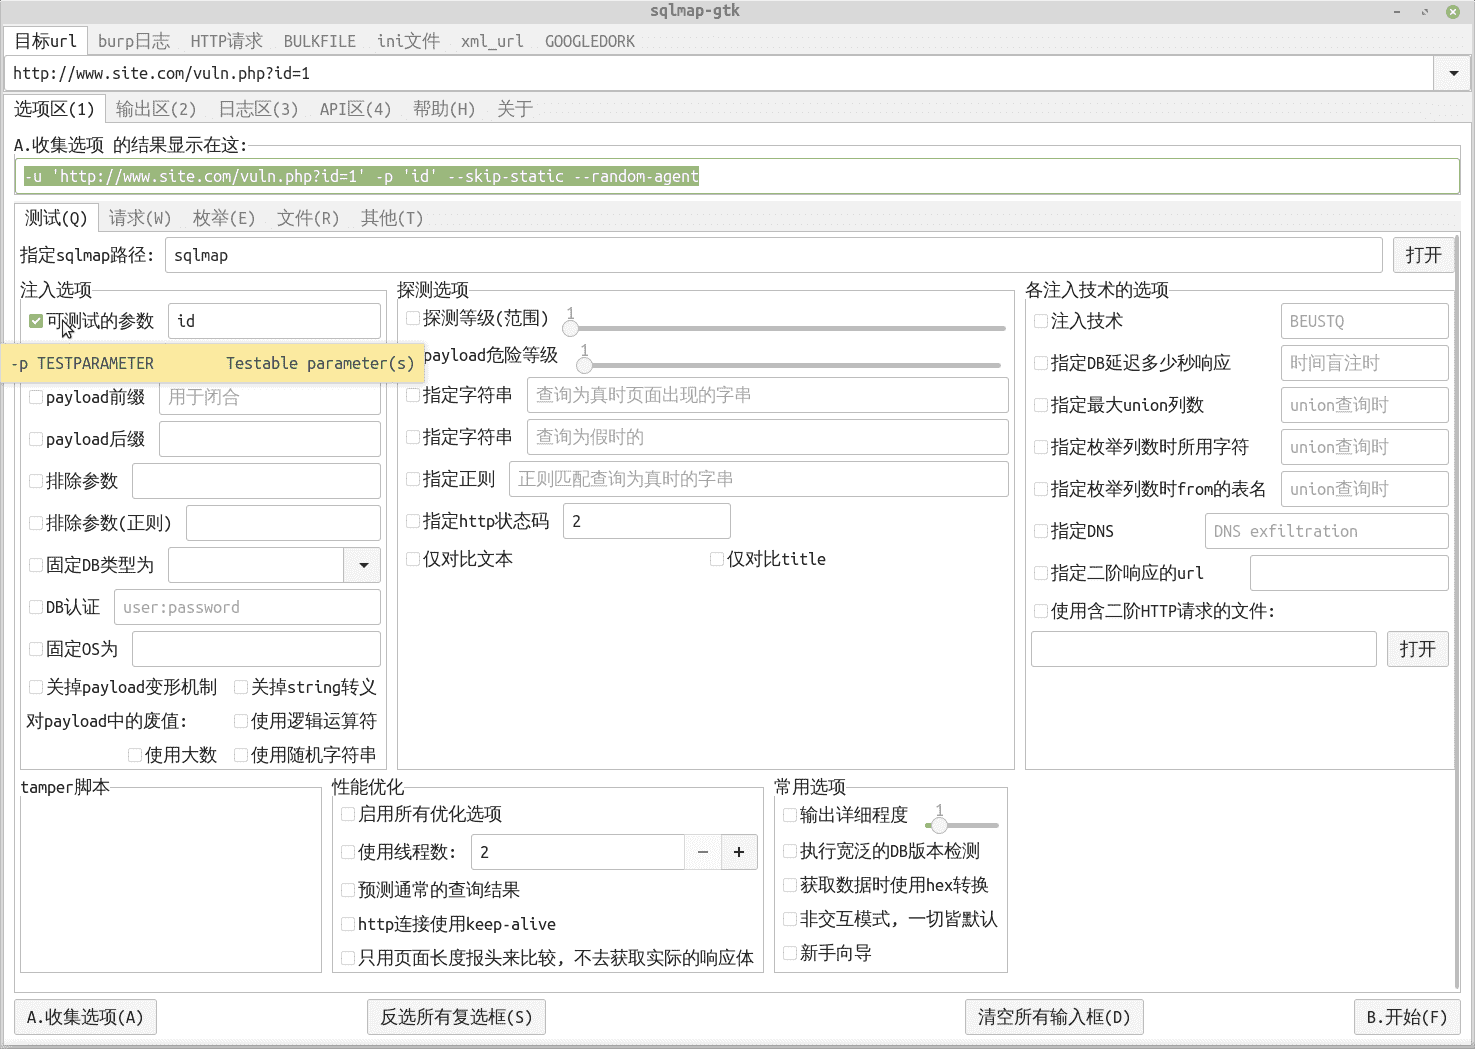 sqlmap-gtk
目标url burp日志 HTTP请求 BULKFILE ini文件 xml_url GOOGLEDORK
http://www.site.com/vuln.php?id=1
选项区(1) 输出区(2) 日志区(3) API区(4) 帮助(H) 关于
A.收集选项 的结果显示在这:
-u 'http://www.site.com/vuln.php?id=1' -p 'id' --skip-static --random-agent
测试(Q) 请求(W) 枚举(E) 文件(R) 其他(T)
指定sqlmap路径: sqlmap 打开
注入选项
可测试的参数 id
-p TESTPARAMETER Testable parameter(s)
payload前缀 用于闭合
payload后缀
排除参数
排除参数(正则)
固定DB类型为
DB认证 user:password
固定OS为
关掉payload变形机制 关掉string转义
对payload中的废值: 使用逻辑运算符
使用大数 使用随机字符串
探测选项
探测等级(范围) 1
payload危险等级 1
指定字符串 查询为真时页面出现的字串
指定字符串 查询为假时的
指定正则 正则匹配查询为真时的字串
指定http状态码 2
仅对比文本 仅对比title
各注入技术的选项
注入技术 BEUSTQ
指定DB延迟多少秒响应 时间盲注时
指定最大union列数 union查询时
指定枚举列数时所用字符 union查询时
指定枚举列数时from的表名 union查询时
指定DNS DNS exfiltration
指定二阶响应的url
使用含二阶HTTP请求的文件:
打开
tamper脚本
性能优化
启用所有优化选项
使用线程数: 2 − +
预测通常的查询结果
http连接使用keep-alive
只用页面长度报头来比较, 不去获取实际的响应体
常用选项
输出详细程度 1
执行宽泛的DB版本检测
获取数据时使用hex转换
非交互模式, 一切皆默认
新手向导
A.收集选项(A) 反选所有复选框(S) 清空所有输入框(D) B.开始(F)